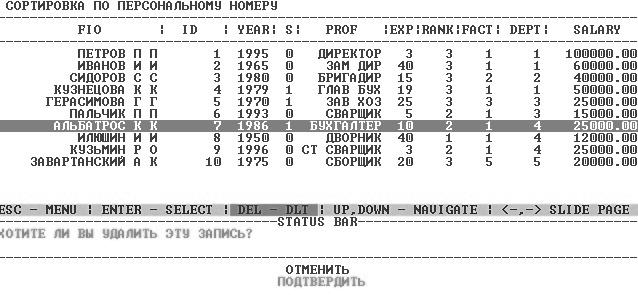 СОРТИРОВКА ПО ПЕРСОНАЛЬНОМУ НОМЕРУ
FIO ¦ ID ¦ YEAR¦ S¦ PROF ¦EXP¦RANK¦FACT¦ DEPT¦ SALARY
ПЕТРОВ П П 1 1995 0 ДИРЕКТОР 3 3 1 1 100000.00
ИВАНОВ И И 2 1965 0 ЗАМ ДИР 40 3 1 1 60000.00
СИДОРОВ С С 3 1980 0 БРИГАДИР 15 3 2 2 40000.00
КУЗНЕЦОВА К К 4 1979 1 ГЛАВ БУХ 19 3 1 1 50000.00
ГЕРАСИМОВА Г Г 5 1970 1 ЗАВ ХОЗ 25 3 3 3 25000.00
ПАЛЬЧИК П П 6 1993 0 СВАРЩИК 5 2 1 3 15000.00
АЛЬБАТРОС К К 7 1986 1 БУХГАЛТЕР 10 2 1 4 25000.00
ИЛЮШИН И И 8 1950 0 ДВОРНИК 40 1 1 4 12000.00
КУЗЬМИН Р О 9 1996 0 СТ СВАРЩИК 3 2 1 4 25000.00
ЗАВАРТАНСКИЙ А К 10 1975 0 СБОРЩИК 20 3 5 5 20000.00
ESC - MENU ¦ ENTER - SELECT ¦ DEL - DLT ¦ UP,DOWN - NAVIGATE ¦ <-,-> SLIDE PAGE
STATUS BAR
ХОТИТЕ ЛИ ВЫ УДАЛИТЬ ЭТУ ЗАПИСЬ?
ОТМЕНИТЬ
ПОДТВЕРДИТЬ